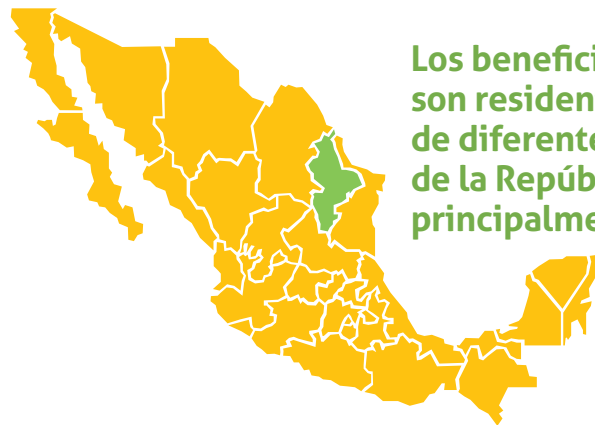 Los benefici
son residen
de diferente
de la Repúb
principalme